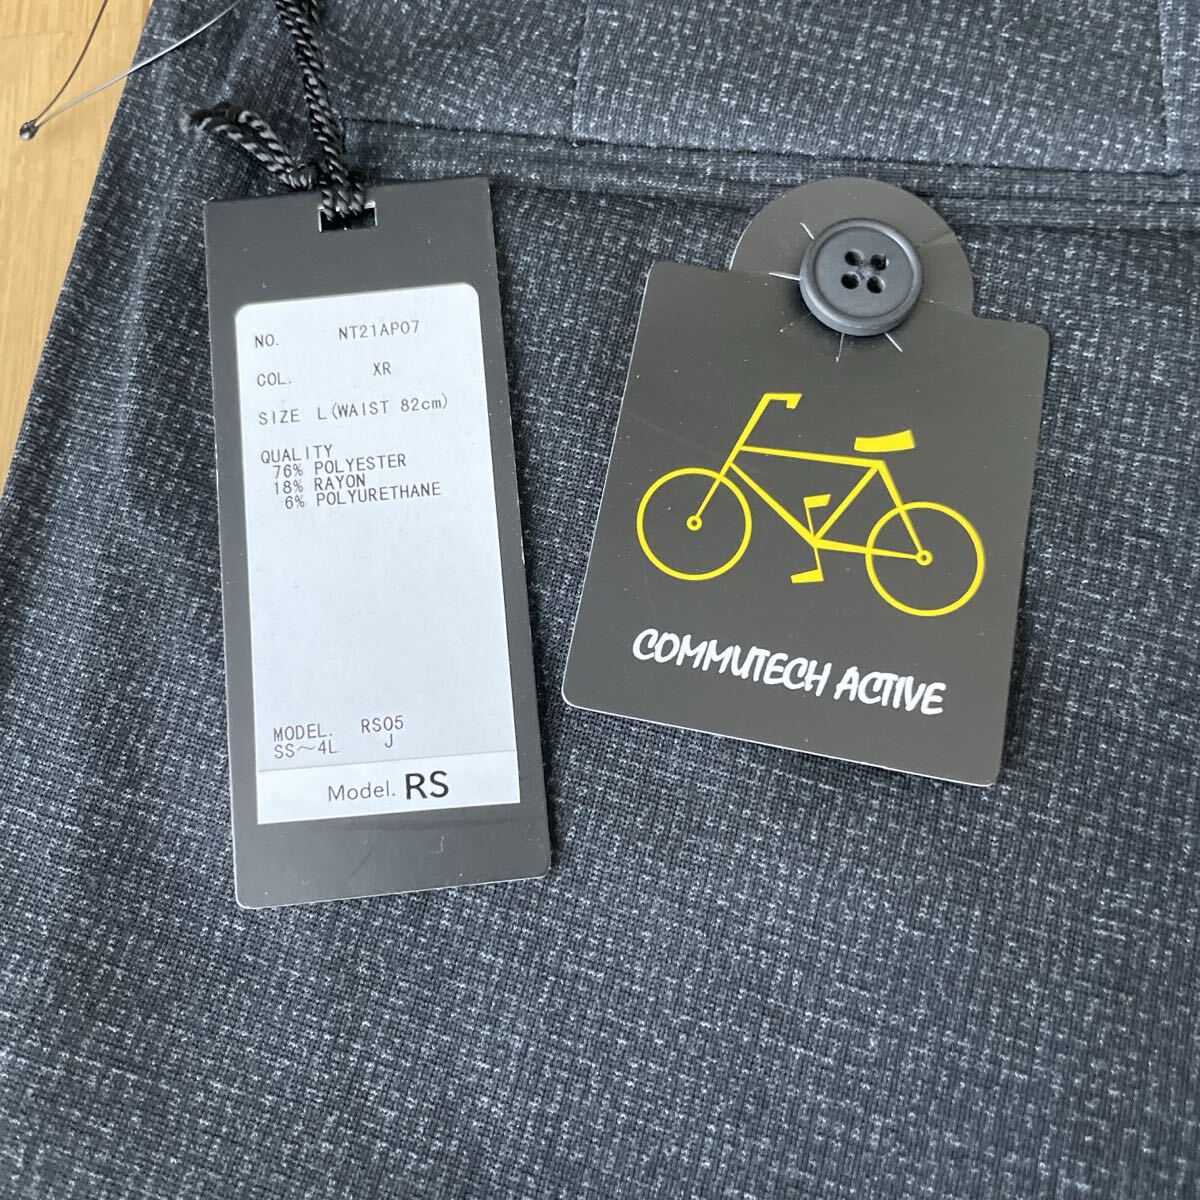 NO. NT21AP07
COL. XR
SIZE L(WAIST 82cm)
QUALITY
76% POLYESTER
18% RAYON
6% POLYURETHANE
MODEL. RS05
SS～4L J
Model. RS
COMMUTECH ACTIVE